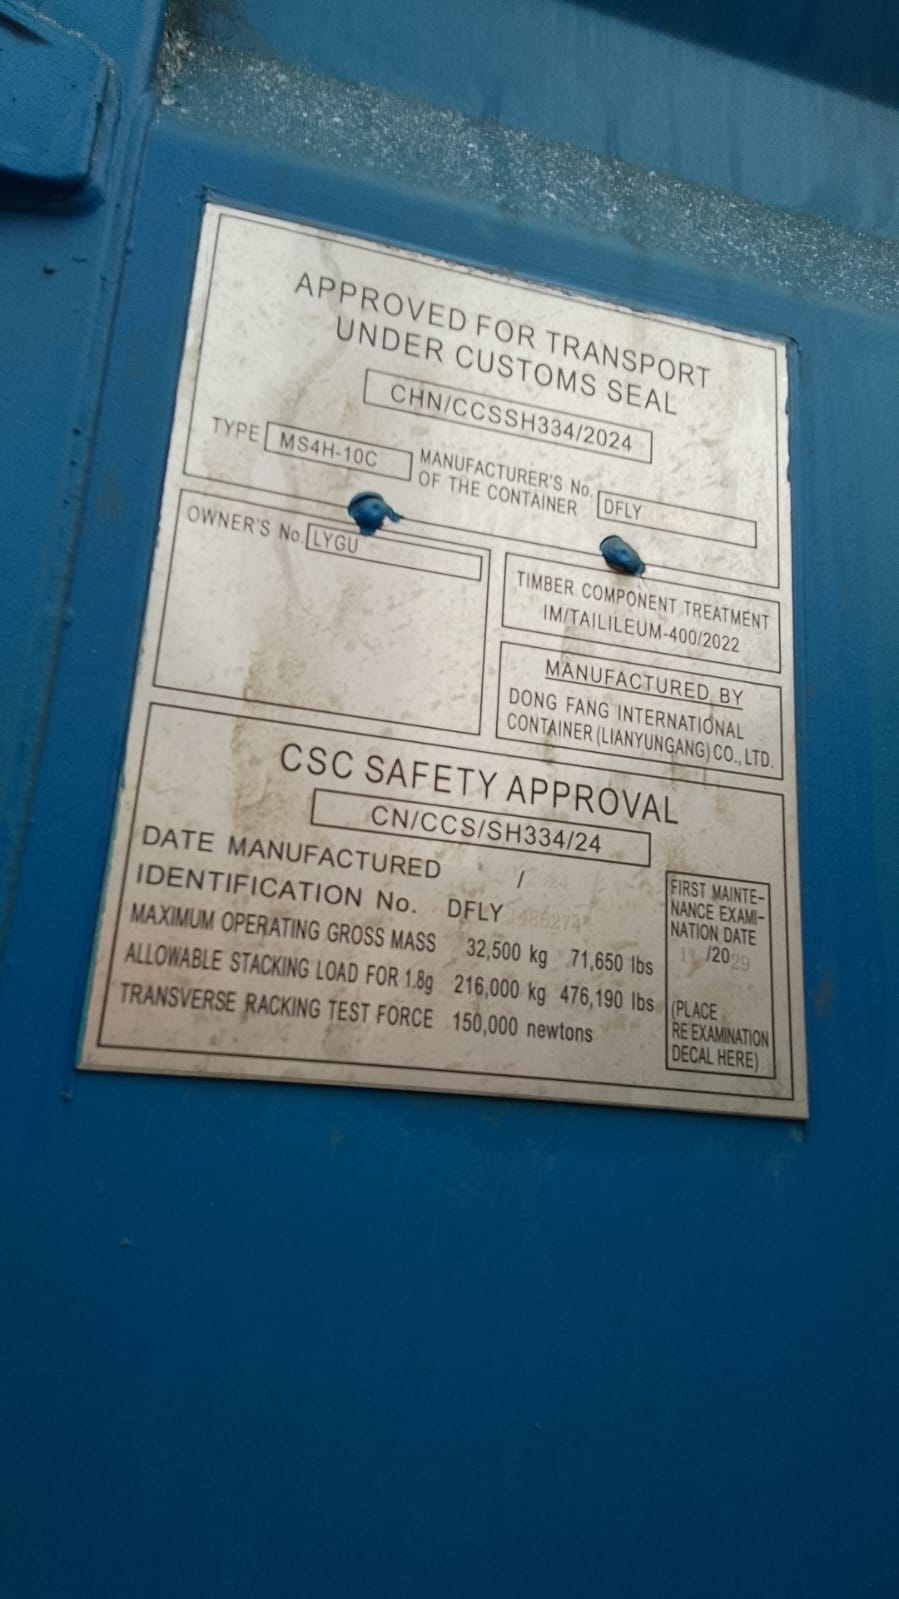 APPROVED FOR TRANSPORT
UNDER CUSTOMS SEAL
CHN/CCSSH334/2024
TYPE MS4H-10C
MANUFACTURER'S No.
OF THE CONTAINER
DFLY
OWNER'S No. LYGU
TIMBER COMPONENT TREATMENT
IM/TAILILEUM-400/2022
MANUFACTURED BY
DONG FANG INTERNATIONAL
CONTAINER (LIANYUNGANG) CO., LTD.
CSC SAFETY APPROVAL
CN/CCS/SH334/24
DATE MANUFACTURED /
IDENTIFICATION No. DFLY
MAXIMUM OPERATING GROSS MASS 32,500 kg 71,650 lbs
ALLOWABLE STACKING LOAD FOR 1.8g 216,000 kg 476,190 lbs
TRANSVERSE RACKING TEST FORCE 150,000 newtons
FIRST MAINTE-
NANCE EXAMI-
NATION DATE
/2029
(PLACE
RE EXAMINATION
DECAL HERE)